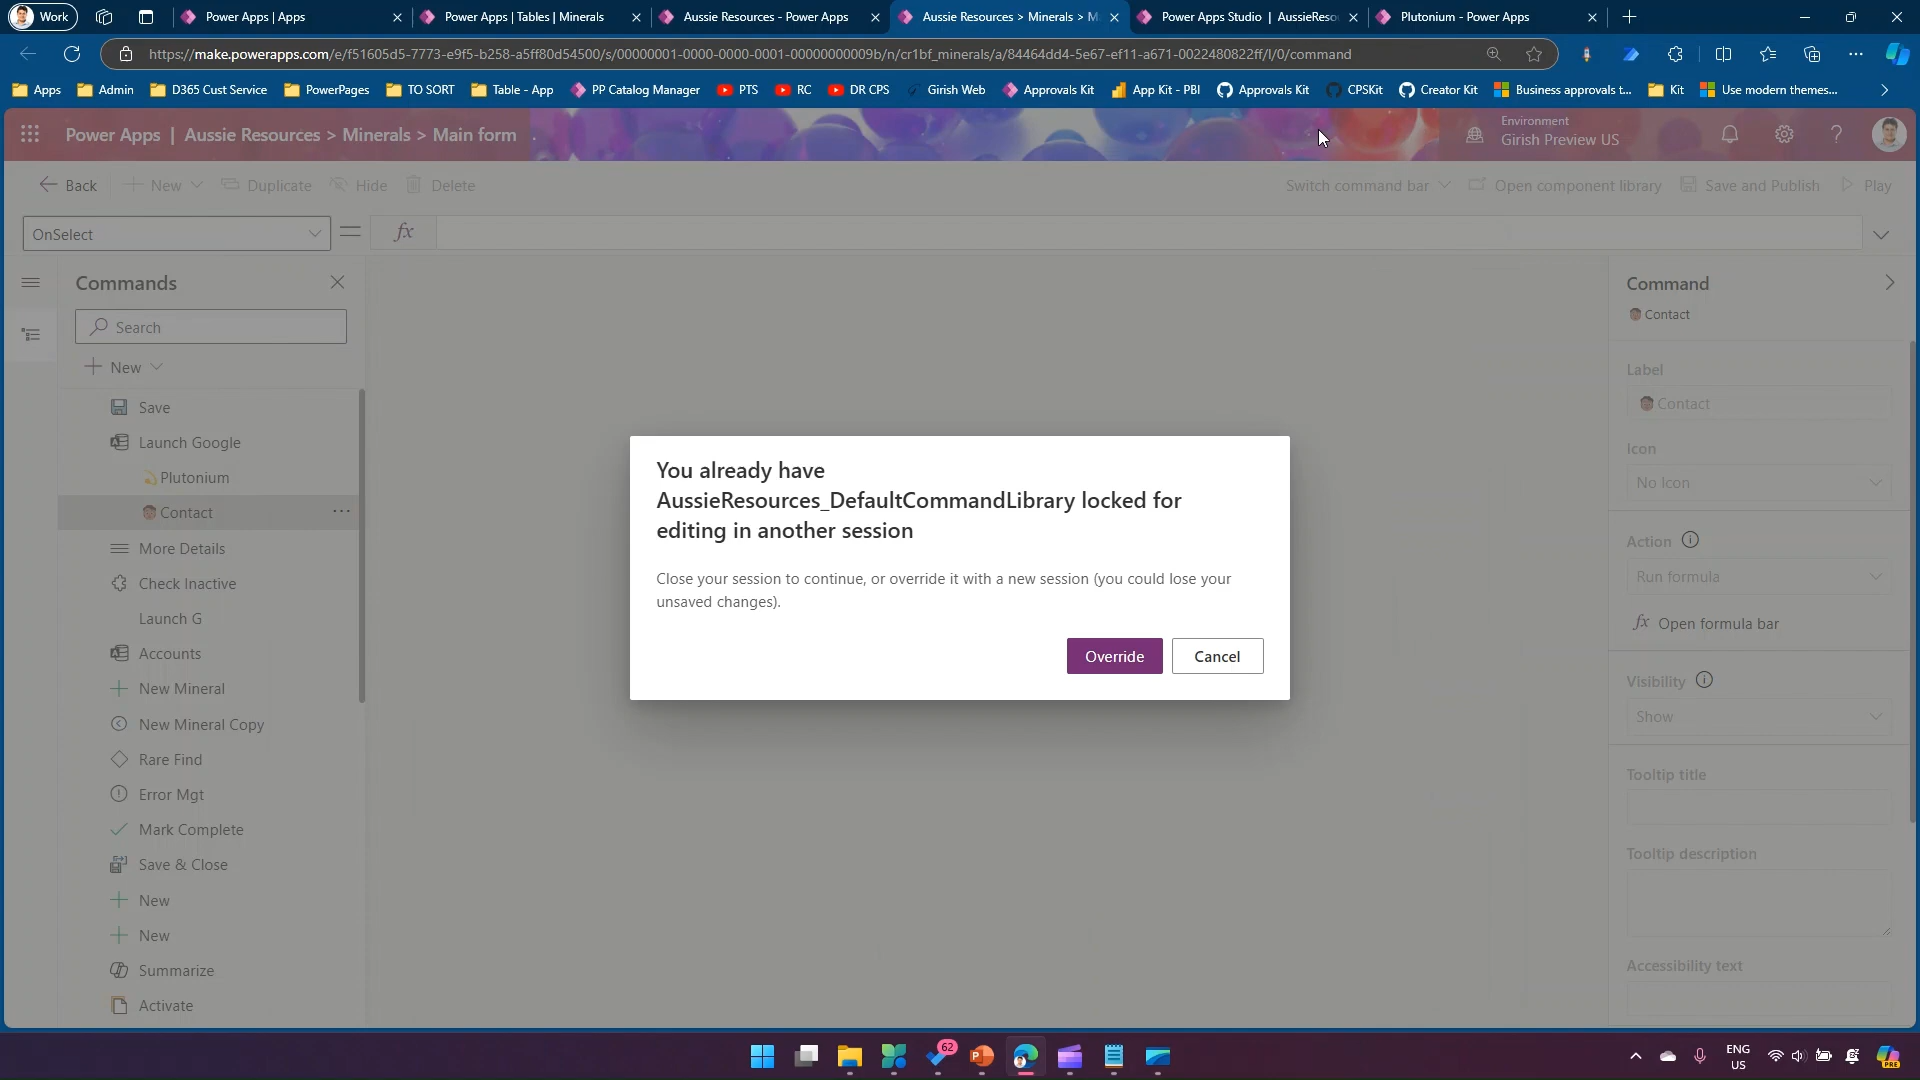 Work
Power Apps | Apps
Power Apps | Tables | Minerals
Aussie Resources - Power Apps
Aussie Resources > Minerals > M
Power Apps Studio | AussieReso
Plutonium - Power Apps
https://make.powerapps.com/e/f51605d5-7773-e9f5-b258-a5ff80d54500/s/00000001-0000-0000-0001-00000000009b/n/cr1bf_minerals/a/84464dd4-5e67-ef11-a671-0022480822ff/l/0/command
Apps
Admin
D365 Cust Service
PowerPages
TO SORT
Table - App
PP Catalog Manager
PTS
RC
DR CPS
Girish Web
Approvals Kit
App Kit - PBI
Approvals Kit
CPSKit
Creator Kit
Business approvals t...
Kit
Use modern themes...
Power Apps | Aussie Resources > Minerals > Main form
Environment
Girish Preview US
Back
New
Duplicate
Hide
Delete
Switch command bar
Open component library
Save and Publish
Play
OnSelect
fx
Commands
Search
New
Save
Launch Google
Plutonium
Contact
More Details
Check Inactive
Launch G
Accounts
New Mineral
New Mineral Copy
Rare Find
Error Mgt
Mark Complete
Save & Close
New
New
Summarize
Activate
You already have
AussieResources_DefaultCommandLibrary locked for
editing in another session
Close your session to continue, or override it with a new session (you could lose your
unsaved changes).
Override
Cancel
Command
Contact
Label
Contact
Icon
No Icon
Action
Run formula
fx Open formula bar
Visibility
Show
Tooltip title
Tooltip description
Accessibility text
62
ENG
US
PRE